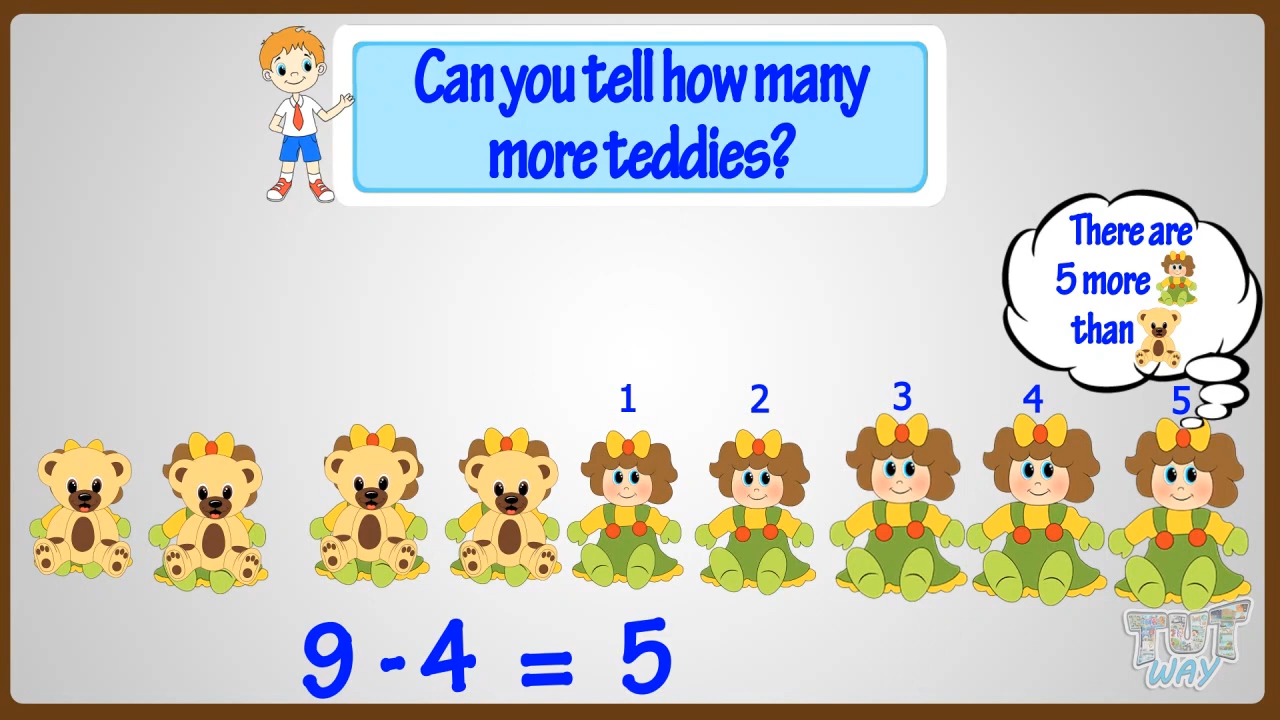 Can you tell how many
more teddies?
There are
5 more
than
1 2 3 4 5
9 - 4 = 5
TUT
WAY